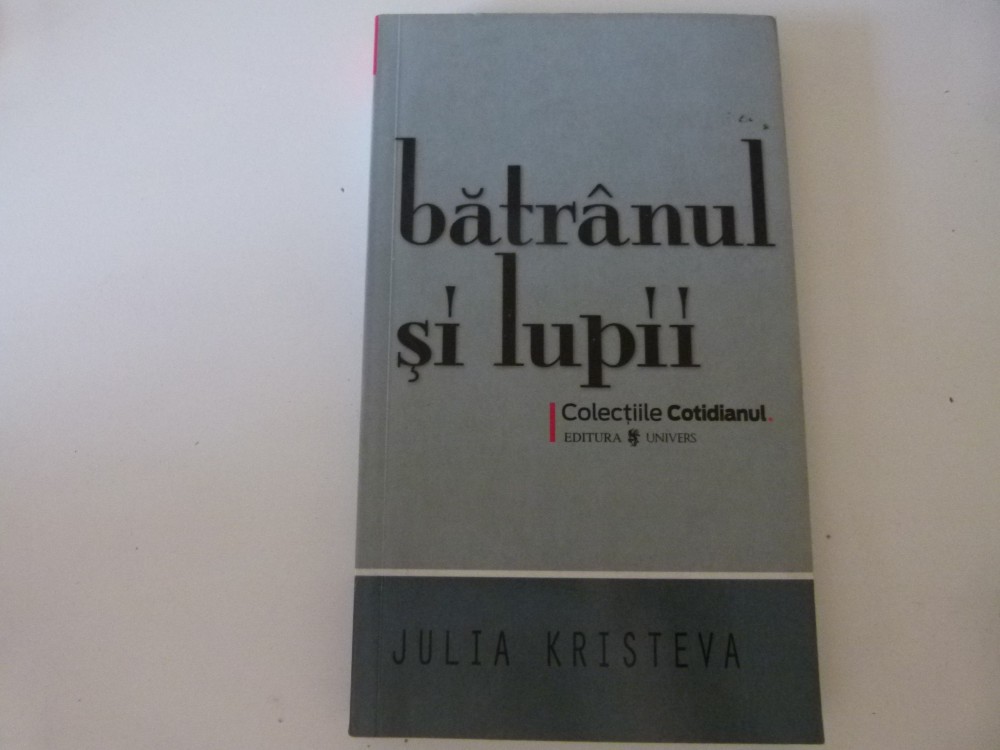 bătrânul
şi lupii
Colecțiile Cotidianul.
EDITURA UNIVERS
JULIA KRISTEVA